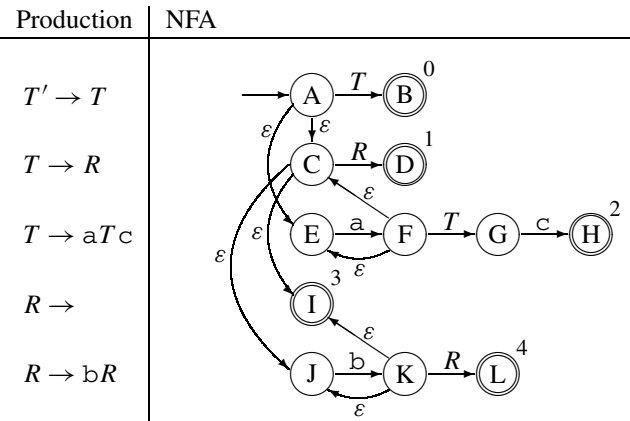 Production NFA
T′ → T A T B 0
ε ε
T → R C R D 1
ε
T → aTc E a F T G c H 2
ε ε ε
R → I 3
ε
R → bR J b K R L 4
ε